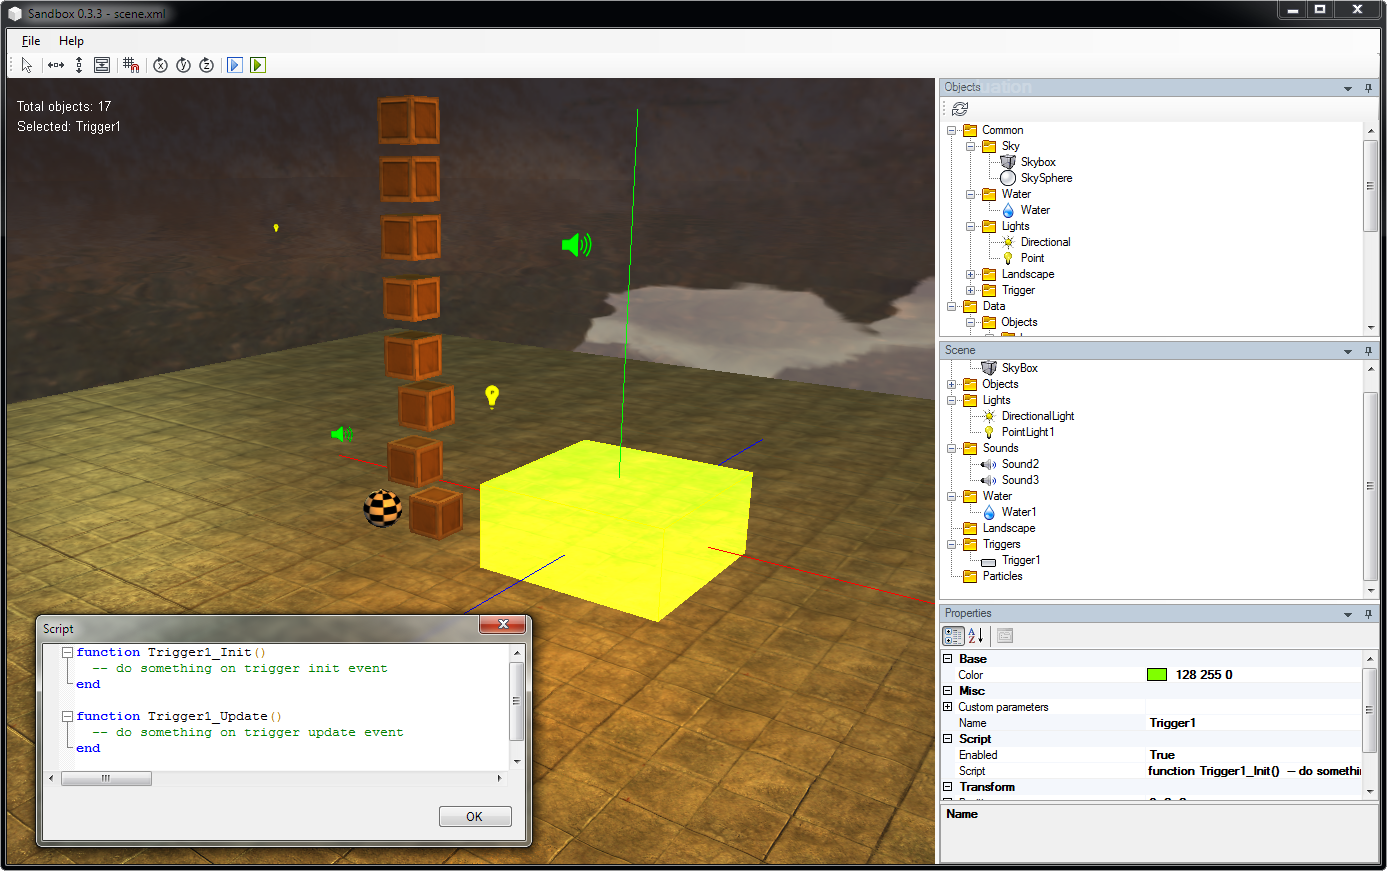 Sandbox 0.3.3 - scene.xml
File Help
Total objects: 17
Selected: Trigger1
Objects
Common
Sky
Skybox
SkySphere
Water
Water
Lights
Directional
Point
Landscape
Trigger
Data
Objects
Scene
SkyBox
Objects
Lights
DirectionalLight
PointLight1
Sounds
Sound2
Sound3
Water
Water1
Landscape
Triggers
Trigger1
Particles
Properties
Base
Color 128 255 0
Misc
Custom parameters
Name Trigger1
Script
Enabled True
Script function Trigger1_Init() -- do somethi
Transform
Name
Script
function Trigger1_Init()
-- do something on trigger init event
end
function Trigger1_Update()
-- do something on trigger update event
end
OK